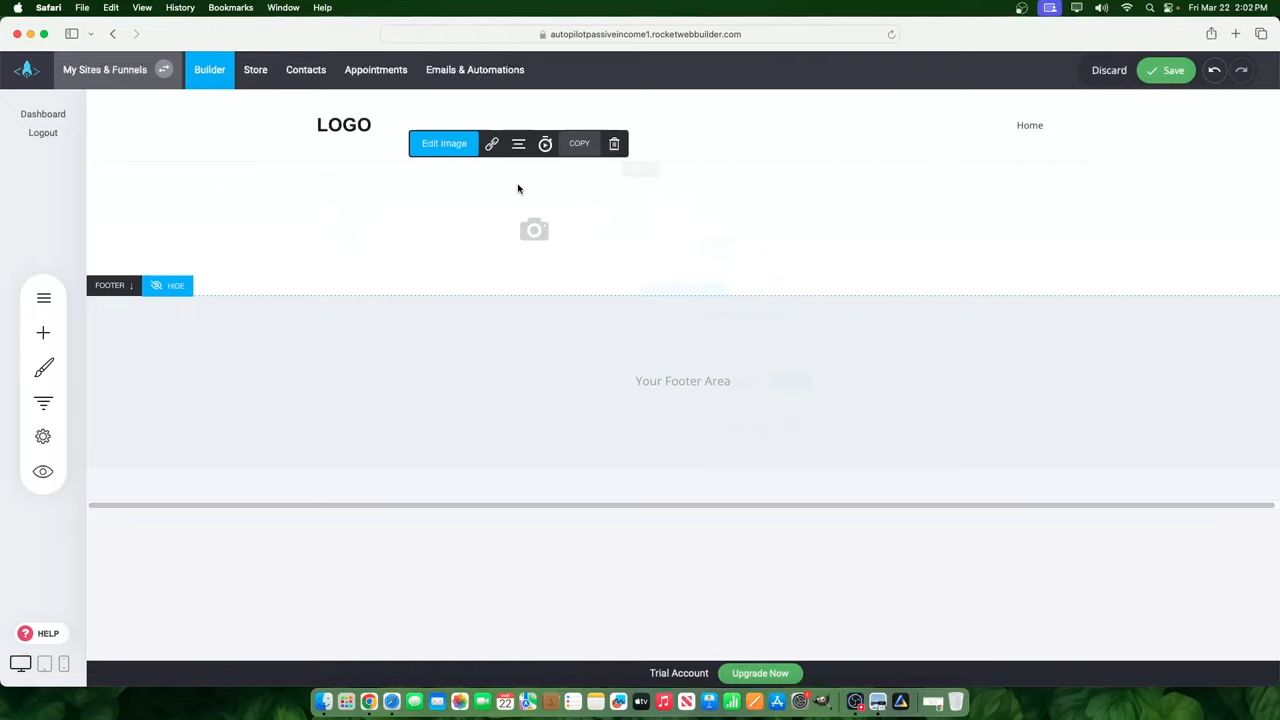 Safari File Edit View History Bookmarks Window Help Fri Mar 22 2:02 PM
autopilotpassiveincome1.rocketwebbuilder.com
My Sites & Funnels Builder Store Contacts Appointments Emails & Automations Discard Save
Dashboard
Logout
LOGO
Home
Edit Image COPY
FOOTER ↓ HIDE
Your Footer Area
? HELP
Trial Account Upgrade Now
22